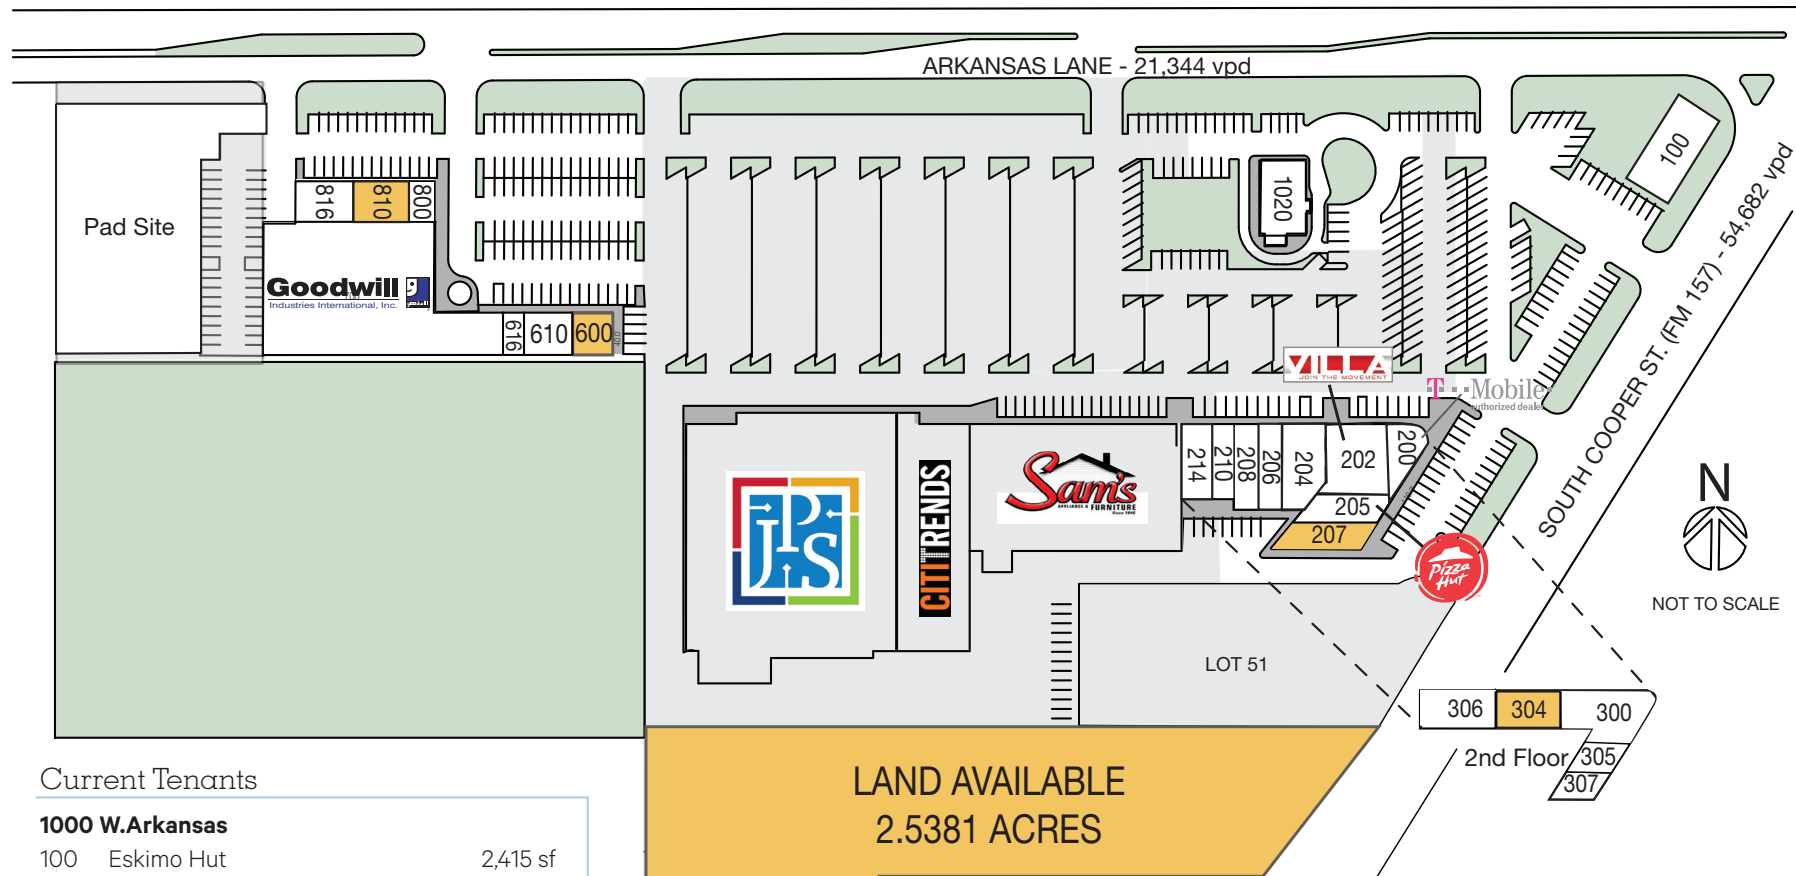 ARKANSAS LANE - 21,344 vpd
100
SOUTH COOPER ST. (FM 157) - 54,682 vpd
Pad Site
816
810
800
1020
Goodwill
Industries International, Inc.
616
610
600
VILLA
JOIN THE MOVEMENT
T··Mobile
authorized dealer
JPS
CITITRENDS
Sam's
APPLIANCE & FURNITURE
Since 1946
214
210
208
206
204
202
200
205
207
Pizza
Hut
N
NOT TO SCALE
LOT 51
306
304
300
2nd Floor
305
307
LAND AVAILABLE
2.5381 ACRES
Current Tenants
1000 W.Arkansas
100 Eskimo Hut 2,415 sf